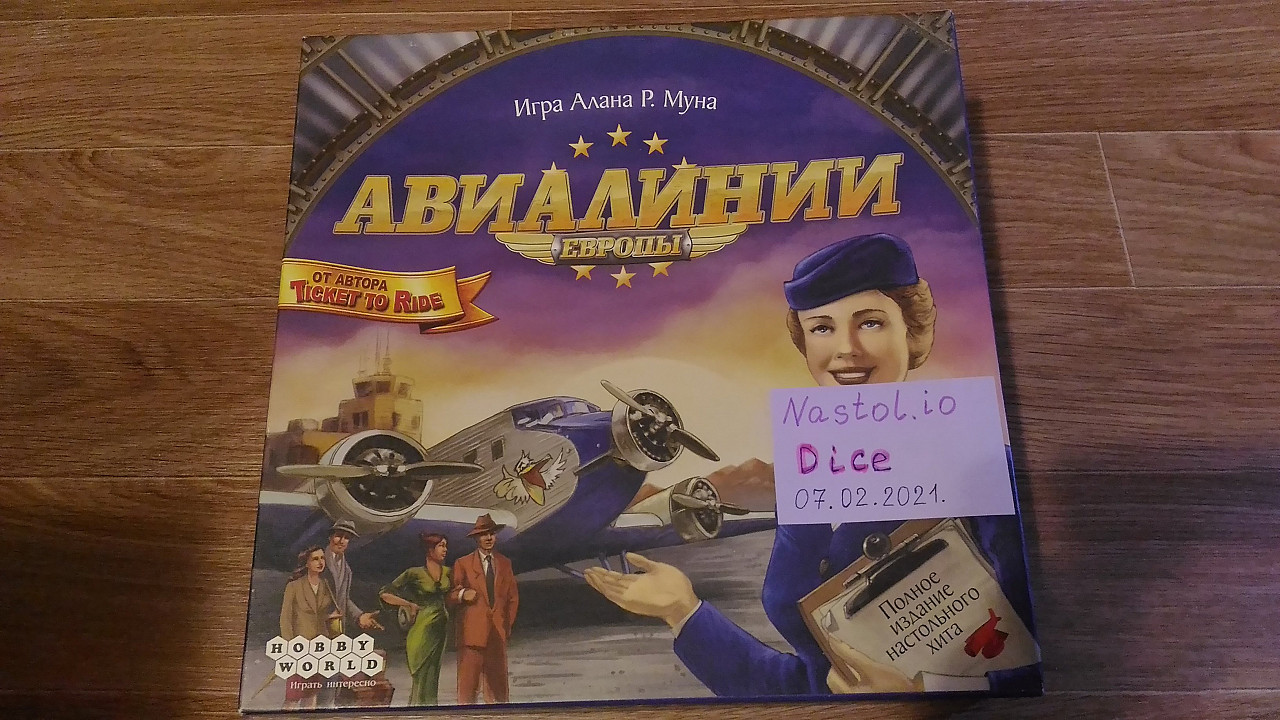 Игра Алана Р. Муна
АВИАЛИНИИ
ЕВРОПЫ
ОТ АВТОРА
TICKET TO RIDE
Nastol.io
Dice
07.02.2021.
Полное
издание
настольного
хита
HOBBY
WORLD
Играть интересно